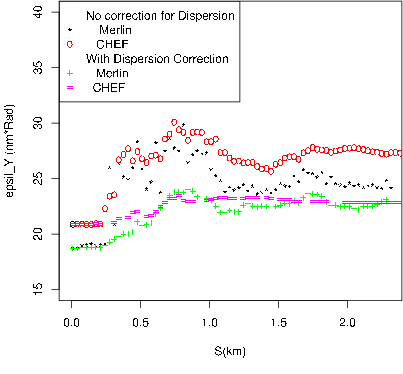 No correction for Dispersion
Merlin
CHEF
With Dispersion Correction
Merlin
CHEF
epsil_Y (nm*Rad)
40
35
30
25
20
15
0.0 0.5 1.0 1.5 2.0
S(km)